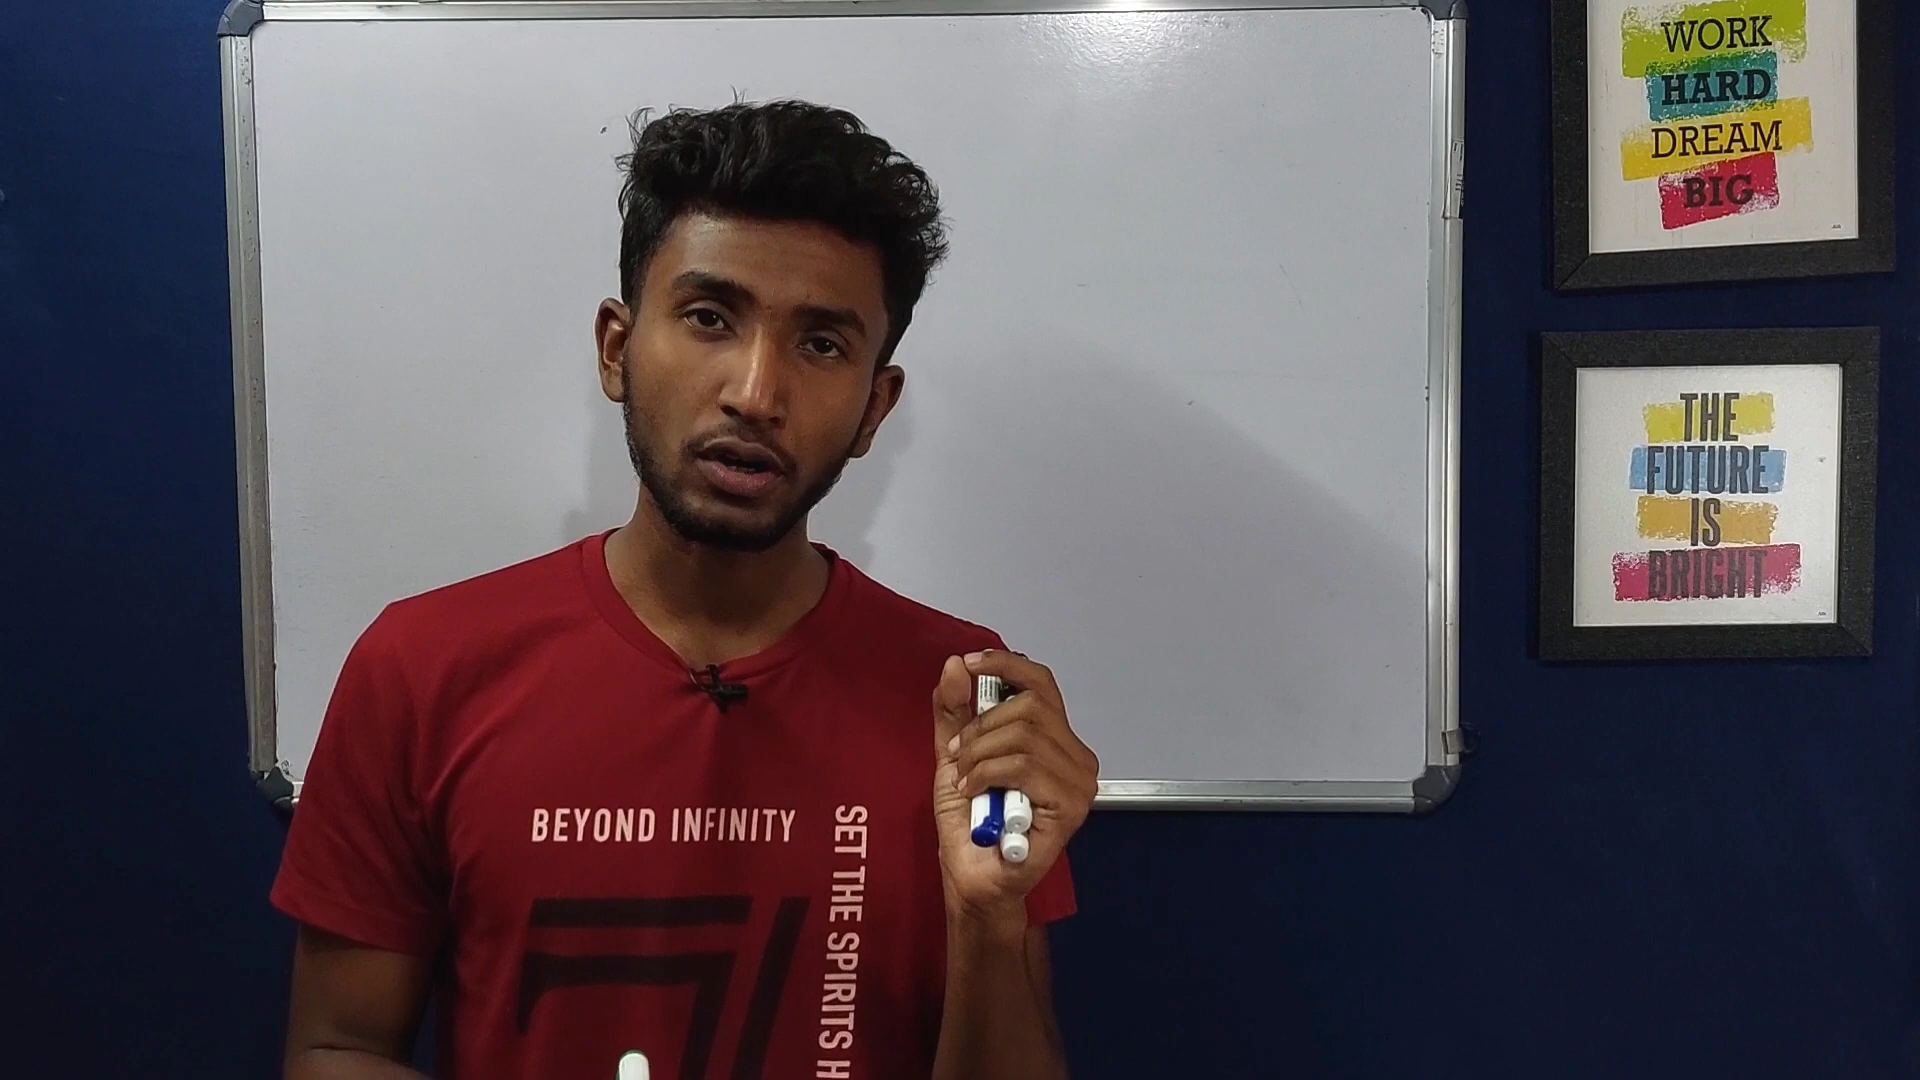 WORK
HARD
DREAM
BIG
THE
FUTURE
IS
BRIGHT
BEYOND INFINITY
SET THE SPIRITS H